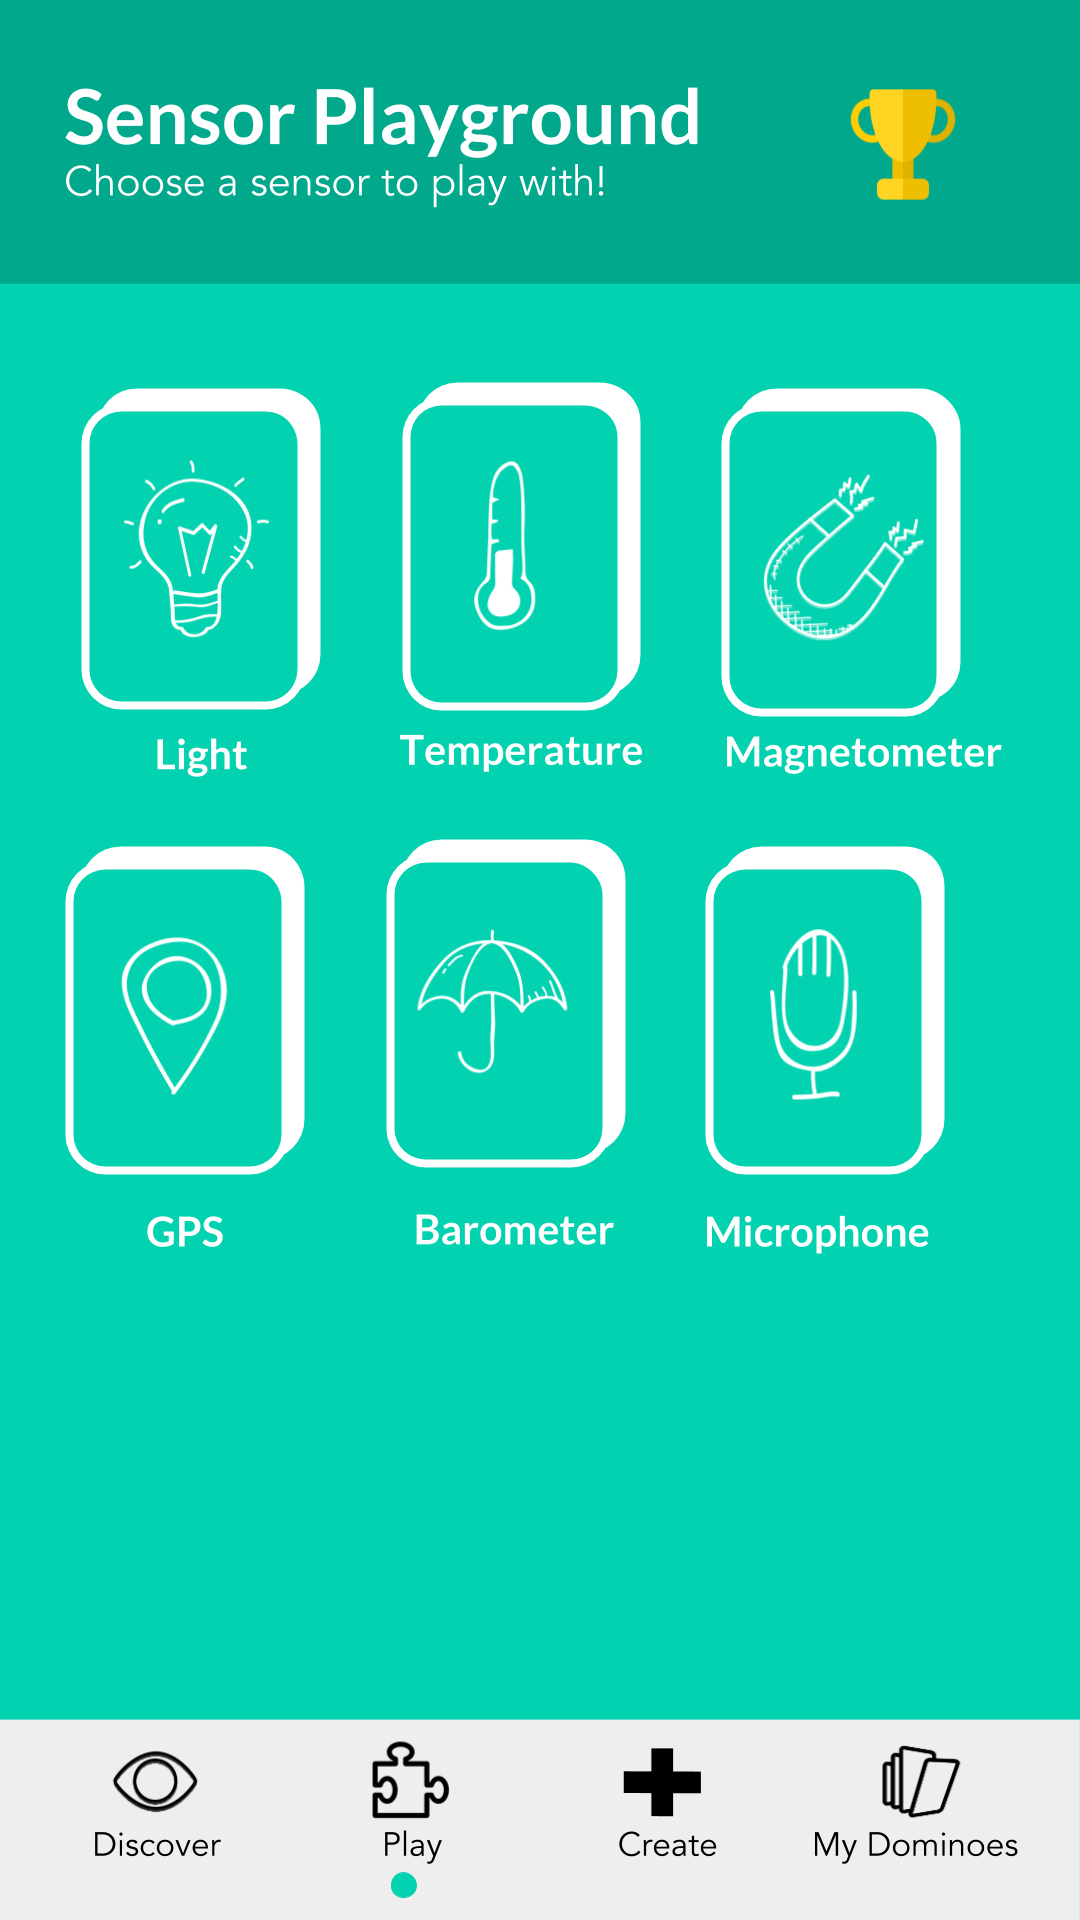 Sensor Playground
Choose a sensor to play with!
Light
Temperature
Magnetometer
GPS
Barometer
Microphone
Discover
Play
Create
My Dominoes